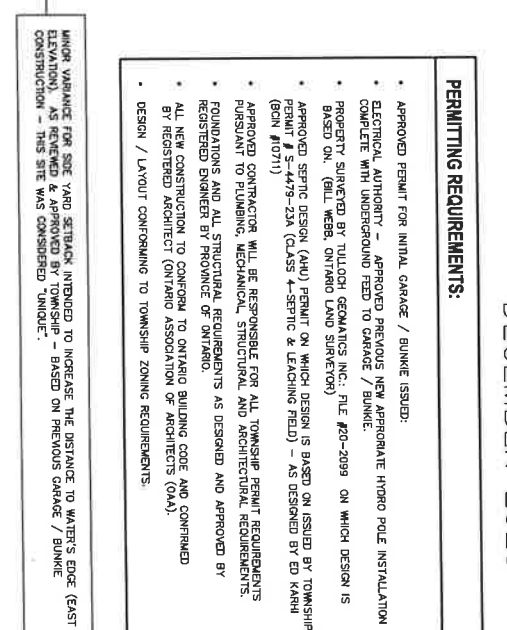 PERMITTING REQUIREMENTS:
• APPROVED PERMIT FOR INITIAL GARAGE / BUNKIE ISSUED:
• ELECTRICAL AUTHORITY – APPROVED PREVIOUS NEW APPRORIATE HYDRO POLE INSTALLATION
COMPLETE WITH UNDERGROUND FEED TO GARAGE / BUNKIE.
• PROPERTY SURVEYED BY TULLOCH GEOMATICS INC.: FILE #20-2099 ON WHICH DESIGN IS
BASED ON. (BILL WEBB, ONTARIO LAND SURVEYOR)
• APPROVED SEPTIC DESIGN (AHU) PERMIT ON WHICH DESIGN IS BASED ON ISSUED BY TOWNSHIP
PERMIT # S-4479-23A (CLASS 4-SEPTIC & LEACHING FIELD) – AS DESIGNED BY ED KARHI
(BCIN #10711)
• APPROVED CONTRACTOR WILL BE RESPONSIBLE FOR ALL TOWNSHIP PERMIT REQUIREMENTS
PURSUANT TO PLUMBING, MECHANICAL, STRUCTURAL AND ARCHITECTURAL REQUIREMENTS.
• FOUNDATIONS AND ALL STRUCTURAL REQUIREMENTS AS DESIGNED AND APPROVED BY
REGISTERED ENGINEER BY PROVINCE OF ONTARIO.
• ALL NEW CONSTRUCTION TO CONFORM TO ONTARIO BUILDING CODE AND CONFIRMED
BY REGISTERED ARCHITECT (ONTARIO ASSOCIATION OF ARCHITECTS (OAA).
• DESIGN / LAYOUT CONFORMING TO TOWNSHIP ZONING REQUIREMENTS.
MINOR VARIANCE FOR SIDE YARD SETBACK INTENDED TO INCREASE THE DISTANCE TO WATER'S EDGE (EAST
ELEVATION), AS REVIEWED & APPROVED BY TOWNSHIP – BASED ON PREVIOUS GARAGE / BUNKIE
CONSTRUCTION – THIS SITE WAS CONSIDERED "UNIQUE".